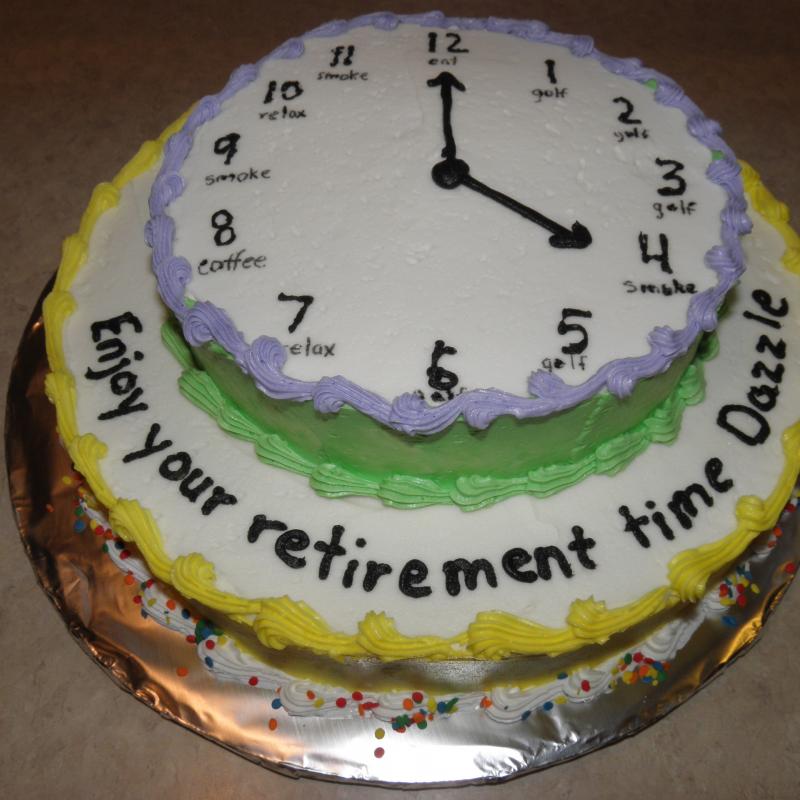 12
eat
1
golf
2
golf
3
golf
4
smoke
5
golf
6
7
relax
8
coffee
9
smoke
10
relax
11
smoke
Enjoy your retirement time Dazzle